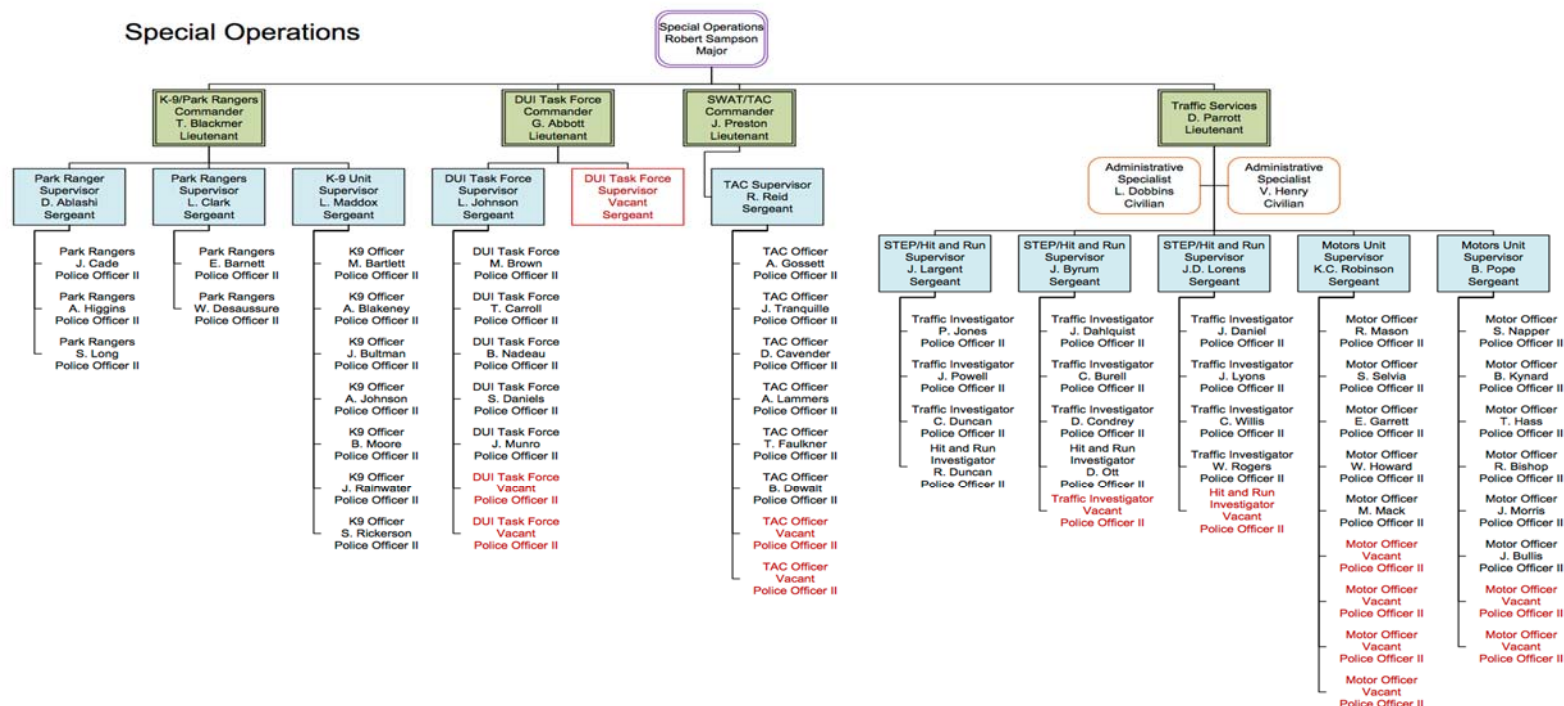 Special Operations
Special Operations
Robert Sampson
Major
K-9/Park Rangers
Commander
T. Blackmer
Lieutenant
DUI Task Force
Commander
G. Abbott
Lieutenant
SWAT/TAC
Commander
J. Preston
Lieutenant
Traffic Services
D. Parrott
Lieutenant
Administrative
Specialist
L. Dobbins
Civilian
Administrative
Specialist
V. Henry
Civilian
Park Ranger
Supervisor
D. Ablashi
Sergeant
Park Rangers
Supervisor
L. Clark
Sergeant
K-9 Unit
Supervisor
L. Maddox
Sergeant
DUI Task Force
Supervisor
L. Johnson
Sergeant
DUI Task Force
Supervisor
Vacant
Sergeant
TAC Supervisor
R. Reid
Sergeant
STEP/Hit and Run
Supervisor
J. Largent
Sergeant
STEP/Hit and Run
Supervisor
J. Byrum
Sergeant
STEP/Hit and Run
Supervisor
J.D. Lorens
Sergeant
Motors Unit
Supervisor
K.C. Robinson
Sergeant
Motors Unit
Supervisor
B. Pope
Sergeant
Park Rangers
J. Cade
Police Officer II
Park Rangers
A. Higgins
Police Officer II
Park Rangers
S. Long
Police Officer II
Park Rangers
E. Barnett
Police Officer II
Park Rangers
W. Desaussure
Police Officer II
K9 Officer
M. Bartlett
Police Officer II
K9 Officer
A. Blakeney
Police Officer II
K9 Officer
J. Bultman
Police Officer II
K9 Officer
A. Johnson
Police Officer II
K9 Officer
B. Moore
Police Officer II
K9 Officer
J. Rainwater
Police Officer II
K9 Officer
S. Rickerson
Police Officer II
DUI Task Force
M. Brown
Police Officer II
DUI Task Force
T. Carroll
Police Officer II
DUI Task Force
B. Nadeau
Police Officer II
DUI Task Force
S. Daniels
Police Officer II
DUI Task Force
J. Munro
Police Officer II
DUI Task Force
Vacant
Police Officer II
DUI Task Force
Vacant
Police Officer II
TAC Officer
A. Gossett
Police Officer II
TAC Officer
J. Tranquille
Police Officer II
TAC Officer
D. Cavender
Police Officer II
TAC Officer
A. Lammers
Police Officer II
TAC Officer
T. Faulkner
Police Officer II
TAC Officer
B. Dewait
Police Officer II
TAC Officer
Vacant
Police Officer II
TAC Officer
Vacant
Police Officer II
Traffic Investigator
P. Jones
Police Officer II
Traffic Investigator
J. Powell
Police Officer II
Traffic Investigator
C. Duncan
Police Officer II
Hit and Run
Investigator
R. Duncan
Police Officer II
Traffic Investigator
J. Dahlquist
Police Officer II
Traffic Investigator
C. Burell
Police Officer II
Traffic Investigator
D. Condrey
Police Officer II
Hit and Run
Investigator
D. Ott
Police Officer II
Traffic Investigator
Vacant
Police Officer II
Traffic Investigator
J. Daniel
Police Officer II
Traffic Investigator
J. Lyons
Police Officer II
Traffic Investigator
C. Willis
Police Officer II
Traffic Investigator
W. Rogers
Police Officer II
Hit and Run
Investigator
Vacant
Police Officer II
Motor Officer
R. Mason
Police Officer II
Motor Officer
S. Selvia
Police Officer II
Motor Officer
E. Garrett
Police Officer II
Motor Officer
W. Howard
Police Officer II
Motor Officer
M. Mack
Police Officer II
Motor Officer
Vacant
Police Officer II
Motor Officer
Vacant
Police Officer II
Motor Officer
Vacant
Police Officer II
Motor Officer
Vacant
Police Officer II
Motor Officer
S. Napper
Police Officer II
Motor Officer
B. Kynard
Police Officer II
Motor Officer
T. Hass
Police Officer II
Motor Officer
R. Bishop
Police Officer II
Motor Officer
J. Morris
Police Officer II
Motor Officer
J. Bullis
Police Officer II
Motor Officer
Vacant
Police Officer II
Motor Officer
Vacant
Police Officer II